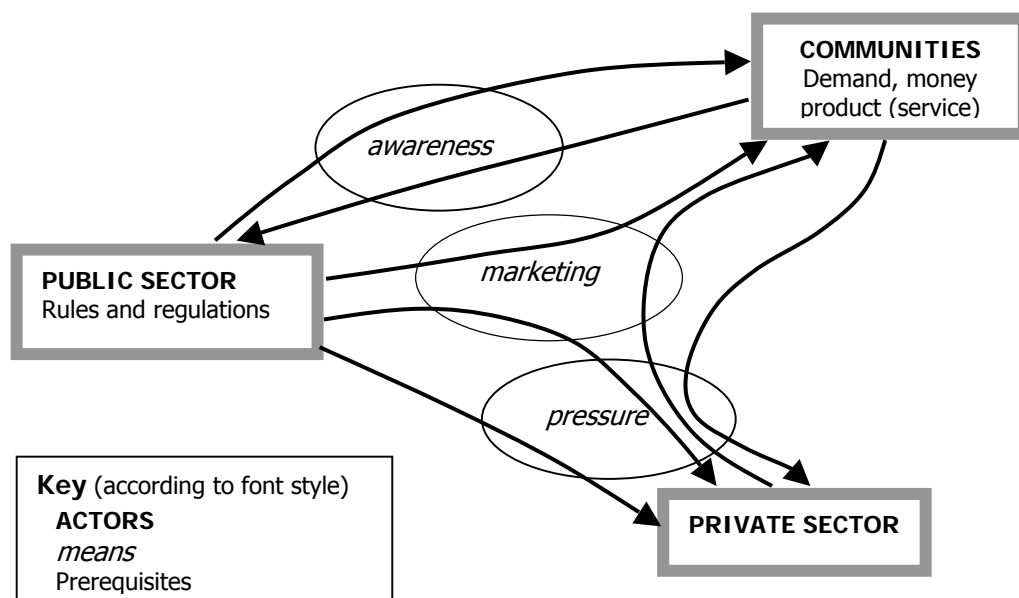 COMMUNITIES
Demand, money
product (service)
awareness
PUBLIC SECTOR
Rules and regulations
marketing
pressure
Key (according to font style)
ACTORS
means
Prerequisites
PRIVATE SECTOR